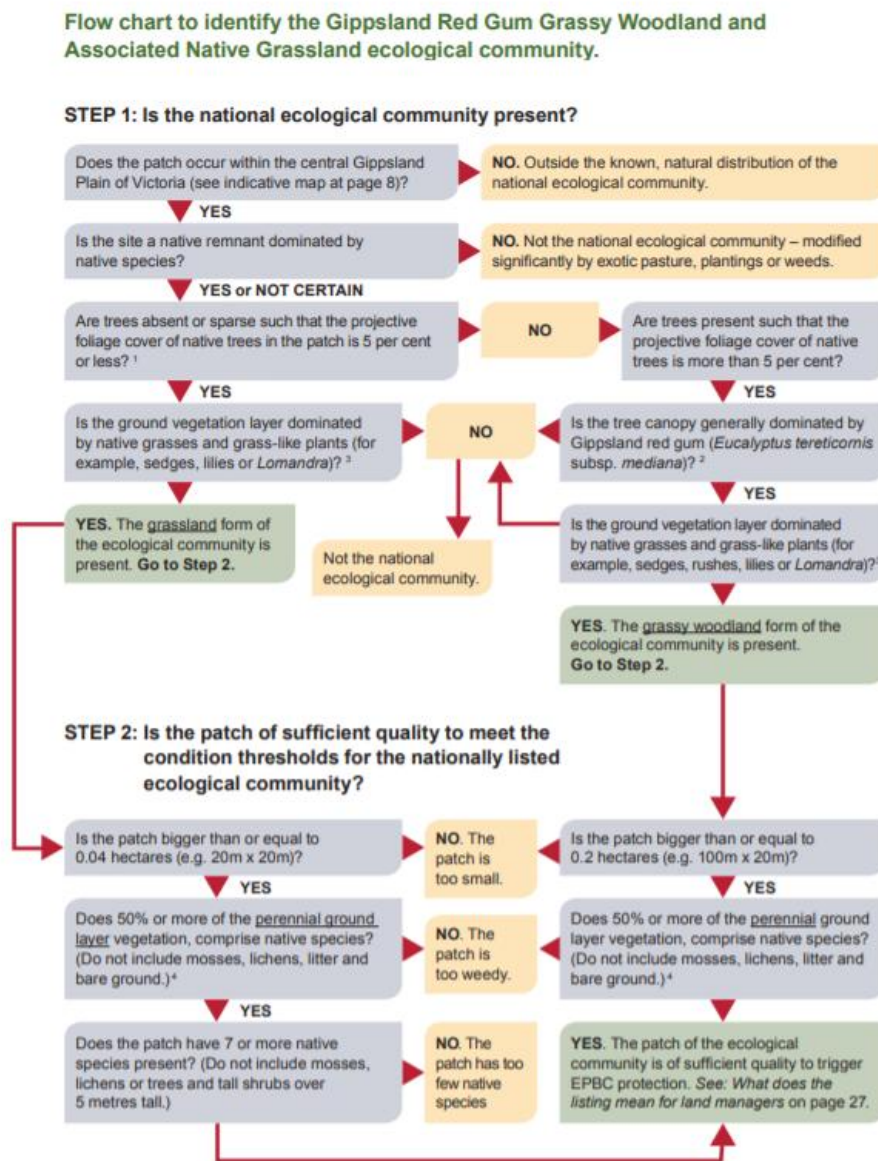 Flow chart to identify the Gippsland Red Gum Grassy Woodland and
Associated Native Grassland ecological community.
STEP 1: Is the national ecological community present?
Does the patch occur within the central Gippsland
Plain of Victoria (see indicative map at page 8)?
NO. Outside the known, natural distribution of the
national ecological community.
YES
Is the site a native remnant dominated by
native species?
NO. Not the national ecological community – modified
significantly by exotic pasture, plantings or weeds.
YES or NOT CERTAIN
Are trees absent or sparse such that the projective
foliage cover of native trees in the patch is 5 per cent
or less? 1
NO
Are trees present such that the
projective foliage cover of native
trees is more than 5 per cent?
YES
YES
Is the ground vegetation layer dominated
by native grasses and grass-like plants (for
example, sedges, lilies or Lomandra)? 3
NO
Is the tree canopy generally dominated by
Gippsland red gum (Eucalyptus tereticornis
subsp. mediana)? 2
YES
YES
YES. The grassland form of
the ecological community is
present. Go to Step 2.
Not the national
ecological community.
Is the ground vegetation layer dominated
by native grasses and grass-like plants (for
example, sedges, rushes, lilies or Lomandra)?
YES. The grassy woodland form of the
ecological community is present.
Go to Step 2.
STEP 2: Is the patch of sufficient quality to meet the
condition thresholds for the nationally listed
ecological community?
Is the patch bigger than or equal to
0.04 hectares (e.g. 20m x 20m)?
NO. The
patch is
too small.
Is the patch bigger than or equal to
0.2 hectares (e.g. 100m x 20m)?
YES
YES
Does 50% or more of the perennial ground
layer vegetation, comprise native species?
(Do not include mosses, lichens, litter and
bare ground.)4
NO. The
patch is
too weedy.
Does 50% or more of the perennial ground
layer vegetation, comprise native species?
(Do not include mosses, lichens, litter and
bare ground.)4
YES
Does the patch have 7 or more native
species present? (Do not include mosses,
lichens or trees and tall shrubs over
5 metres tall.)
NO. The
patch has too
few native
species
YES. The patch of the ecological
community is of sufficient quality to trigger
EPBC protection. See: What does the
listing mean for land managers on page 27.